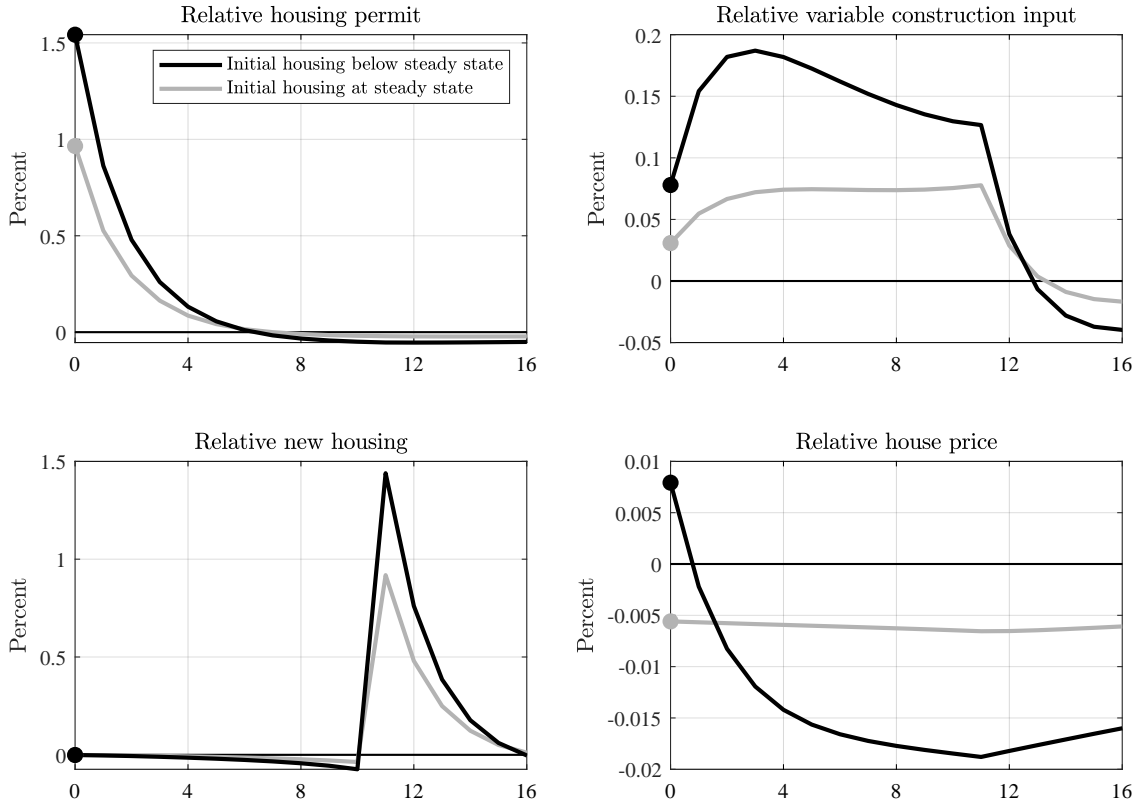 Relative housing permit
Percent
1.5
1
0.5
0
0 4 8 12 16
Initial housing below steady state
Initial housing at steady state
Relative variable construction input
Percent
0.2
0.15
0.1
0.05
0
-0.05
0 4 8 12 16
Relative new housing
Percent
1.5
1
0.5
0
0 4 8 12 16
Relative house price
Percent
0.01
0.005
0
-0.005
-0.01
-0.015
-0.02
0 4 8 12 16